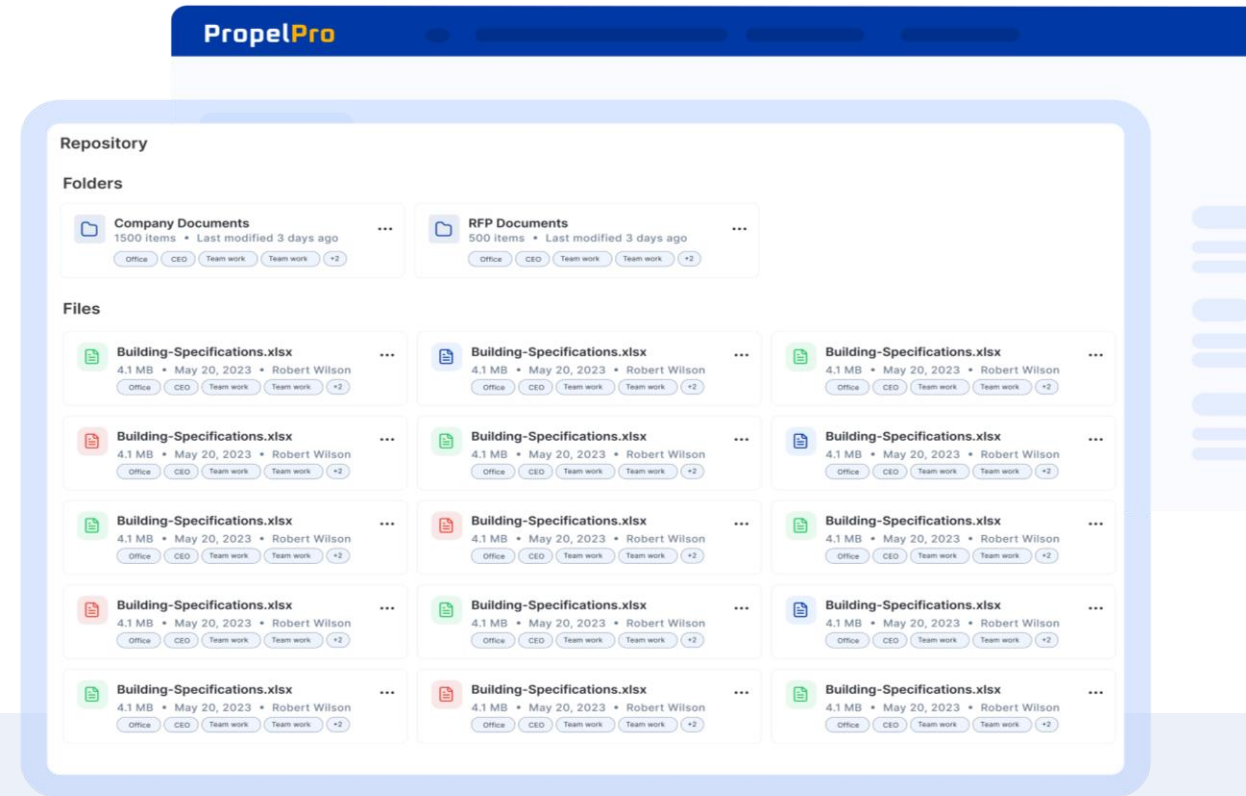 PropelPro
Repository
Folders
Company Documents
1500 items • Last modified 3 days ago
Office CEO Team work Team work +2
RFP Documents
500 items • Last modified 3 days ago
Office CEO Team work Team work +2
Files
Building-Specifications.xlsx
4.1 MB • May 20, 2023 • Robert Wilson
Office CEO Team work Team work +2
Building-Specifications.xlsx
4.1 MB • May 20, 2023 • Robert Wilson
Office CEO Team work Team work +2
Building-Specifications.xlsx
4.1 MB • May 20, 2023 • Robert Wilson
Office CEO Team work Team work +2
Building-Specifications.xlsx
4.1 MB • May 20, 2023 • Robert Wilson
Office CEO Team work Team work +2
Building-Specifications.xlsx
4.1 MB • May 20, 2023 • Robert Wilson
Office CEO Team work Team work +2
Building-Specifications.xlsx
4.1 MB • May 20, 2023 • Robert Wilson
Office CEO Team work Team work +2
Building-Specifications.xlsx
4.1 MB • May 20, 2023 • Robert Wilson
Office CEO Team work Team work +2
Building-Specifications.xlsx
4.1 MB • May 20, 2023 • Robert Wilson
Office CEO Team work Team work +2
Building-Specifications.xlsx
4.1 MB • May 20, 2023 • Robert Wilson
Office CEO Team work Team work +2
Building-Specifications.xlsx
4.1 MB • May 20, 2023 • Robert Wilson
Office CEO Team work Team work +2
Building-Specifications.xlsx
4.1 MB • May 20, 2023 • Robert Wilson
Office CEO Team work Team work +2
Building-Specifications.xlsx
4.1 MB • May 20, 2023 • Robert Wilson
Office CEO Team work Team work +2
Building-Specifications.xlsx
4.1 MB • May 20, 2023 • Robert Wilson
Office CEO Team work Team work +2
Building-Specifications.xlsx
4.1 MB • May 20, 2023 • Robert Wilson
Office CEO Team work Team work +2
Building-Specifications.xlsx
4.1 MB • May 20, 2023 • Robert Wilson
Office CEO Team work Team work +2